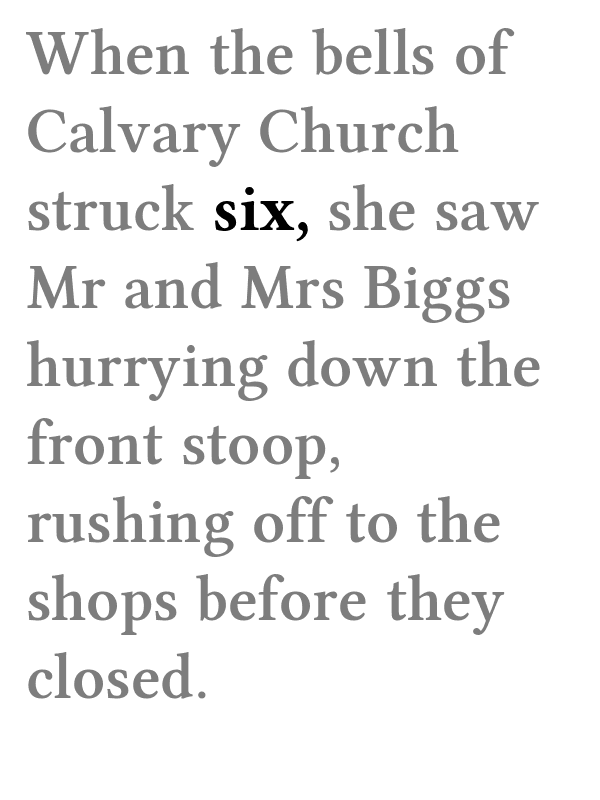 When the bells of
Calvary Church
struck six, she saw
Mr and Mrs Biggs
hurrying down the
front stoop,
rushing off to the
shops before they
closed.